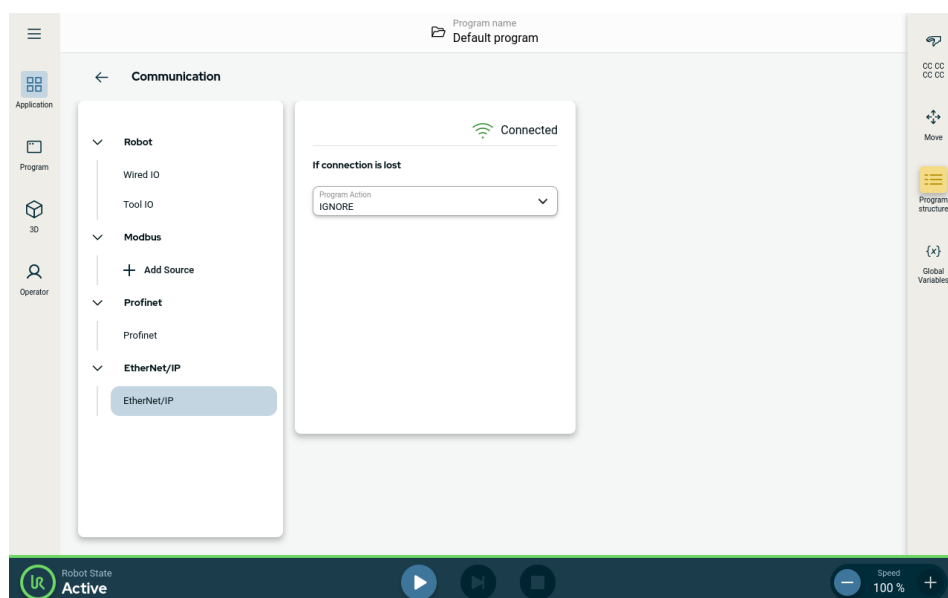 Program name
Default program
Communication
Application
Program
3D
Operator
Robot
Wired IO
Tool IO
Modbus
Add Source
Profinet
Profinet
EtherNet/IP
EtherNet/IP
Connected
If connection is lost
Program Action
IGNORE
CC CC
CC CC
Move
Program
structure
{x}
Global
Variables
Robot State
Active
Speed
100 %